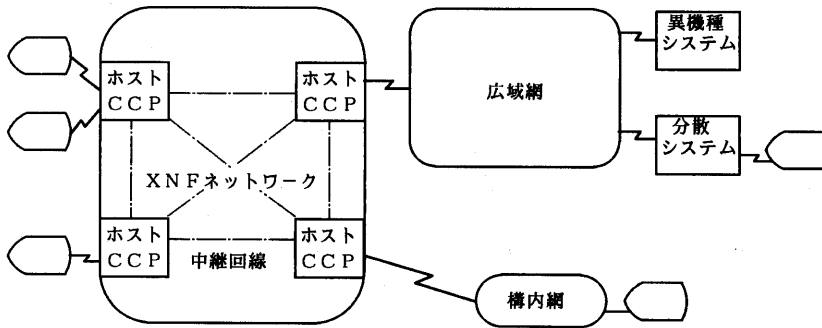 ホスト
ＣＣＰ
ホスト
ＣＣＰ
広域網
異機種
システム
分散
システム
ＸＮＦネットワーク
ホスト
ＣＣＰ
中継回線
ホスト
ＣＣＰ
構内網